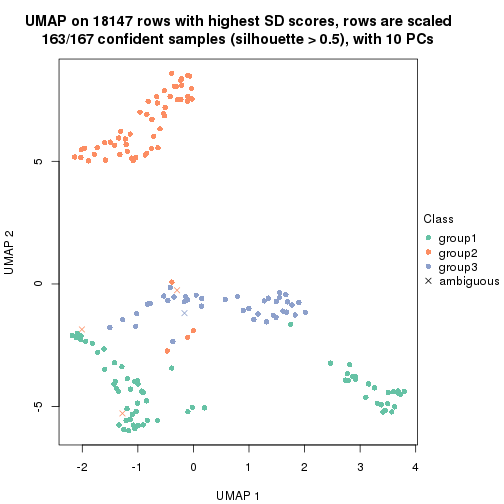 UMAP on 18147 rows with highest SD scores, rows are scaled
163/167 confident samples (silhouette > 0.5), with 10 PCs
UMAP 2
5
0
-5
-2
-1
0
1
2
3
4
UMAP 1
Class
group1
group2
group3
ambiguous